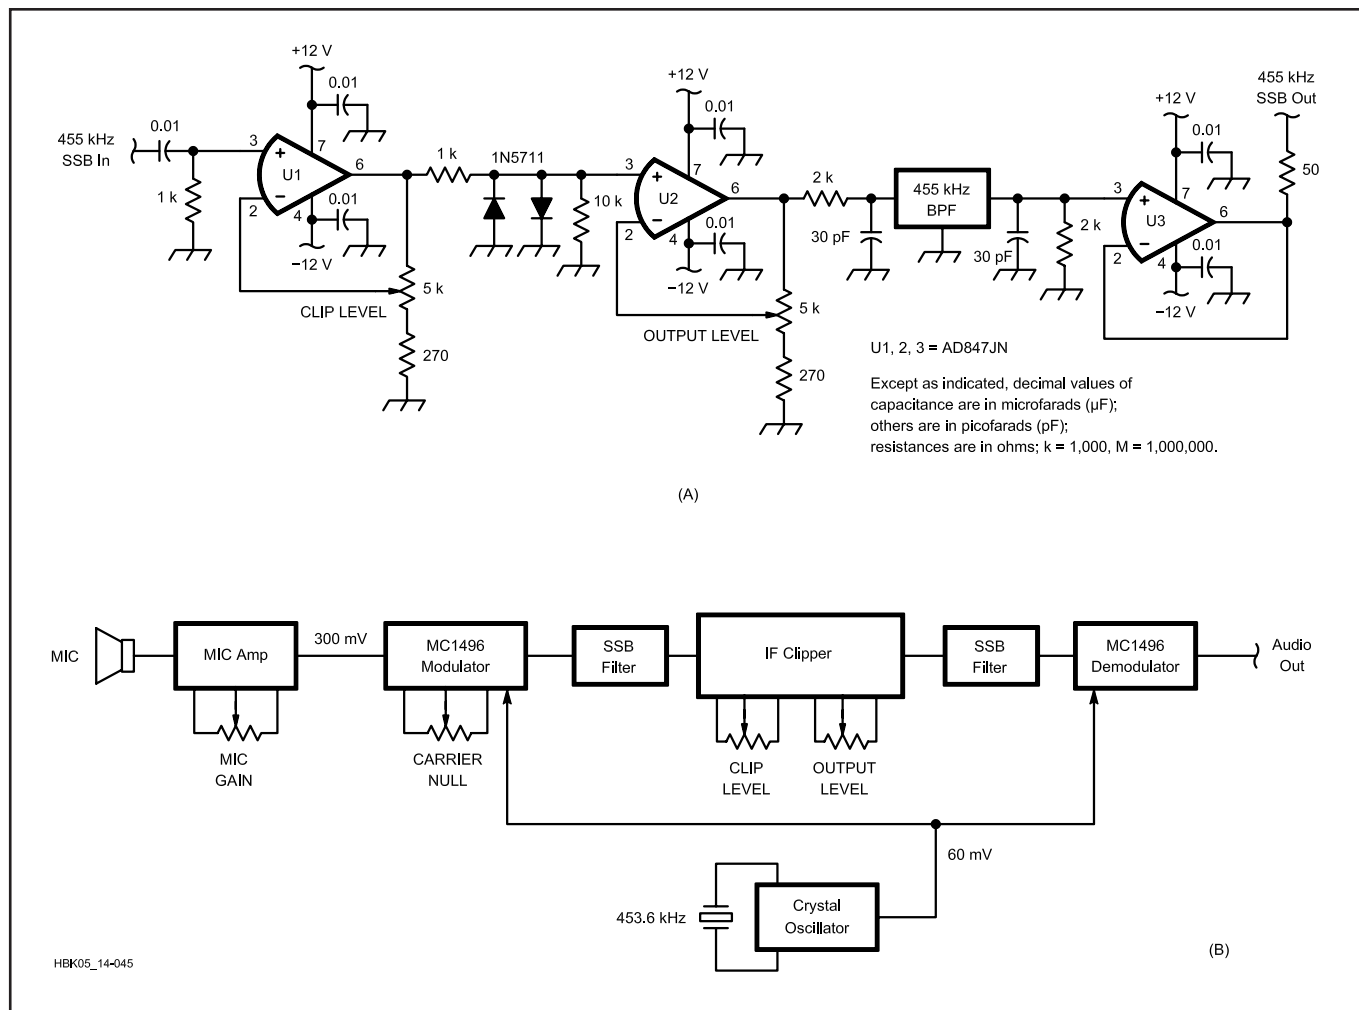 +12 V
0.01
0.01
455 kHz
SSB In
1 k
3
+
7
U1
6
−
2
4
0.01
−12 V
5 k
CLIP LEVEL
270
1 k
1N5711
10 k
+12 V
0.01
3
+
7
U2
6
−
2
4
0.01
−12 V
5 k
OUTPUT LEVEL
270
2 k
30 pF
455 kHz
BPF
30 pF
2 k
+12 V
0.01
3
+
7
U3
6
−
2
4
0.01
−12 V
455 kHz
SSB Out
50
U1, 2, 3 = AD847JN
Except as indicated, decimal values of
capacitance are in microfarads (µF);
others are in picofarads (pF);
resistances are in ohms; k = 1,000, M = 1,000,000.
(A)
MIC
MIC Amp
MIC
GAIN
300 mV
MC1496
Modulator
CARRIER
NULL
SSB
Filter
IF Clipper
CLIP
LEVEL
OUTPUT
LEVEL
SSB
Filter
MC1496
Demodulator
Audio
Out
60 mV
453.6 kHz
Crystal
Oscillator
(B)
HBK05_14-045